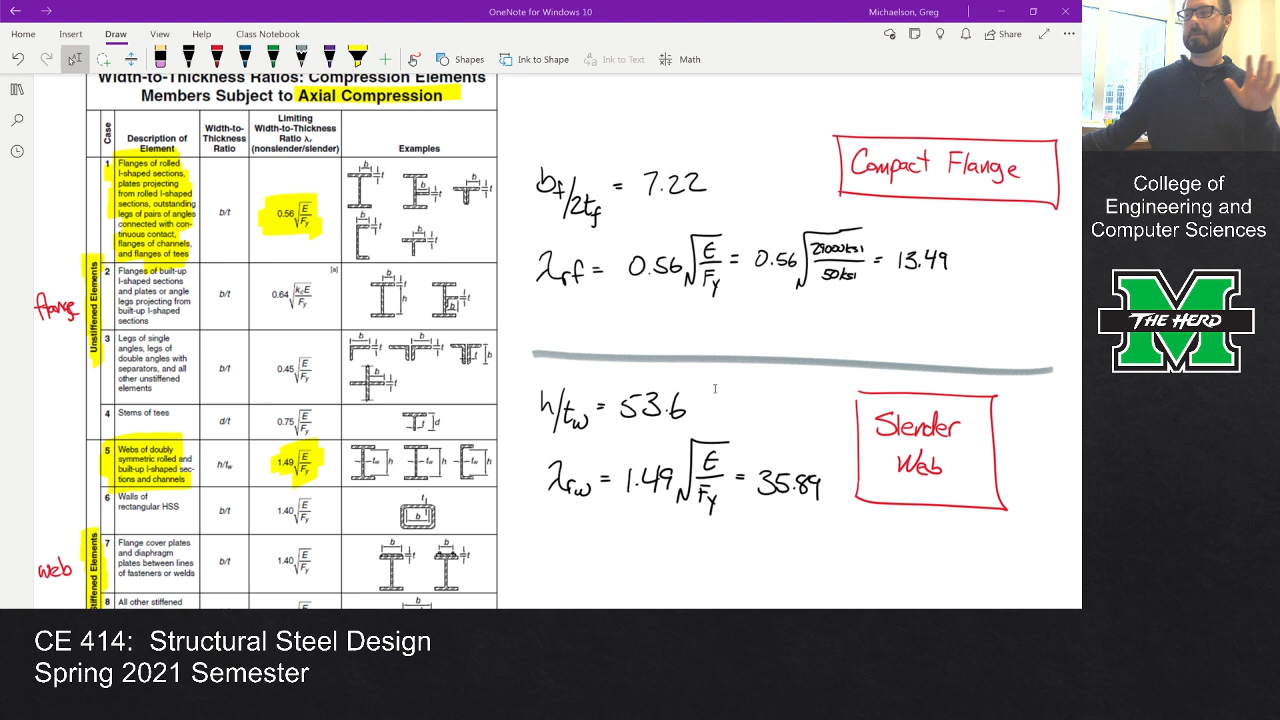 OneNote for Windows 10
Michaelson, Greg
Home
Insert
Draw
View
Help
Class Notebook
Share
Shapes
Ink to Shape
Ink to Text
Math
Width-to-Thickness Ratios: Compression Elements
Members Subject to Axial Compression
Case
Description of
Element
Width-to-
Thickness
Ratio
Limiting
Width-to-Thickness
Ratio λr
(nonslender/slender)
Examples
Unstiffened Elements
flange
1
Flanges of rolled
I-shaped sections,
plates projecting
from rolled I-shaped
sections, outstanding
legs of pairs of angles
connected with con-
tinuous contact,
flanges of channels,
and flanges of tees
b/t
0.56√(E/Fy)
2
Flanges of built-up
I-shaped sections
and plates or angle
legs projecting from
built-up I-shaped
sections
b/t
[a]
0.64√(kcE/Fy)
3
Legs of single
angles, legs of
double angles with
separators, and all
other unstiffened
elements
b/t
0.45√(E/Fy)
4
Stems of tees
d/t
0.75√(E/Fy)
Stiffened Elements
web
5
Webs of doubly
symmetric rolled and
built-up I-shaped sec-
tions and channels
h/tw
1.49√(E/Fy)
6
Walls of
rectangular HSS
b/t
1.40√(E/Fy)
7
Flange cover plates
and diaphragm
plates between lines
of fasteners or welds
b/t
1.40√(E/Fy)
8
All other stiffened
bf/2tf = 7.22
Compact Flange
λrf = 0.56√(E/Fy) = 0.56√(29000ksi/50ksi) = 13.49
h/tw = 53.6
λrw = 1.49√(E/Fy) = 35.89
Slender
Web
College of
Engineering and
Computer Sciences
THE HERD
CE 414: Structural Steel Design
Spring 2021 Semester